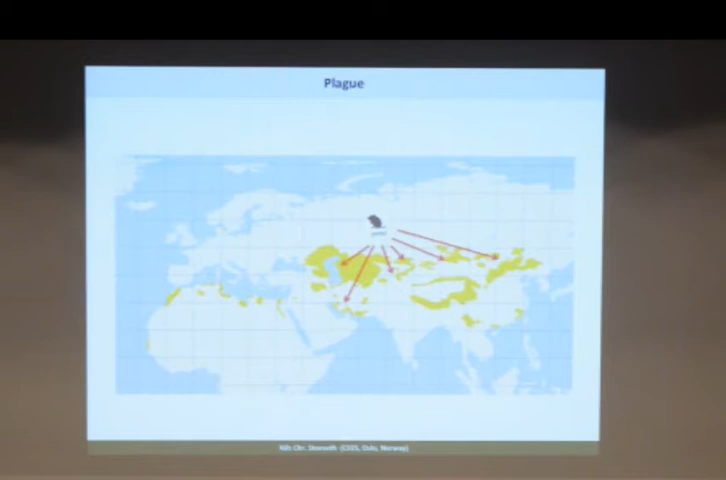 Plague
Nils Chr. Stenseth (CEES, Oslo, Norway)